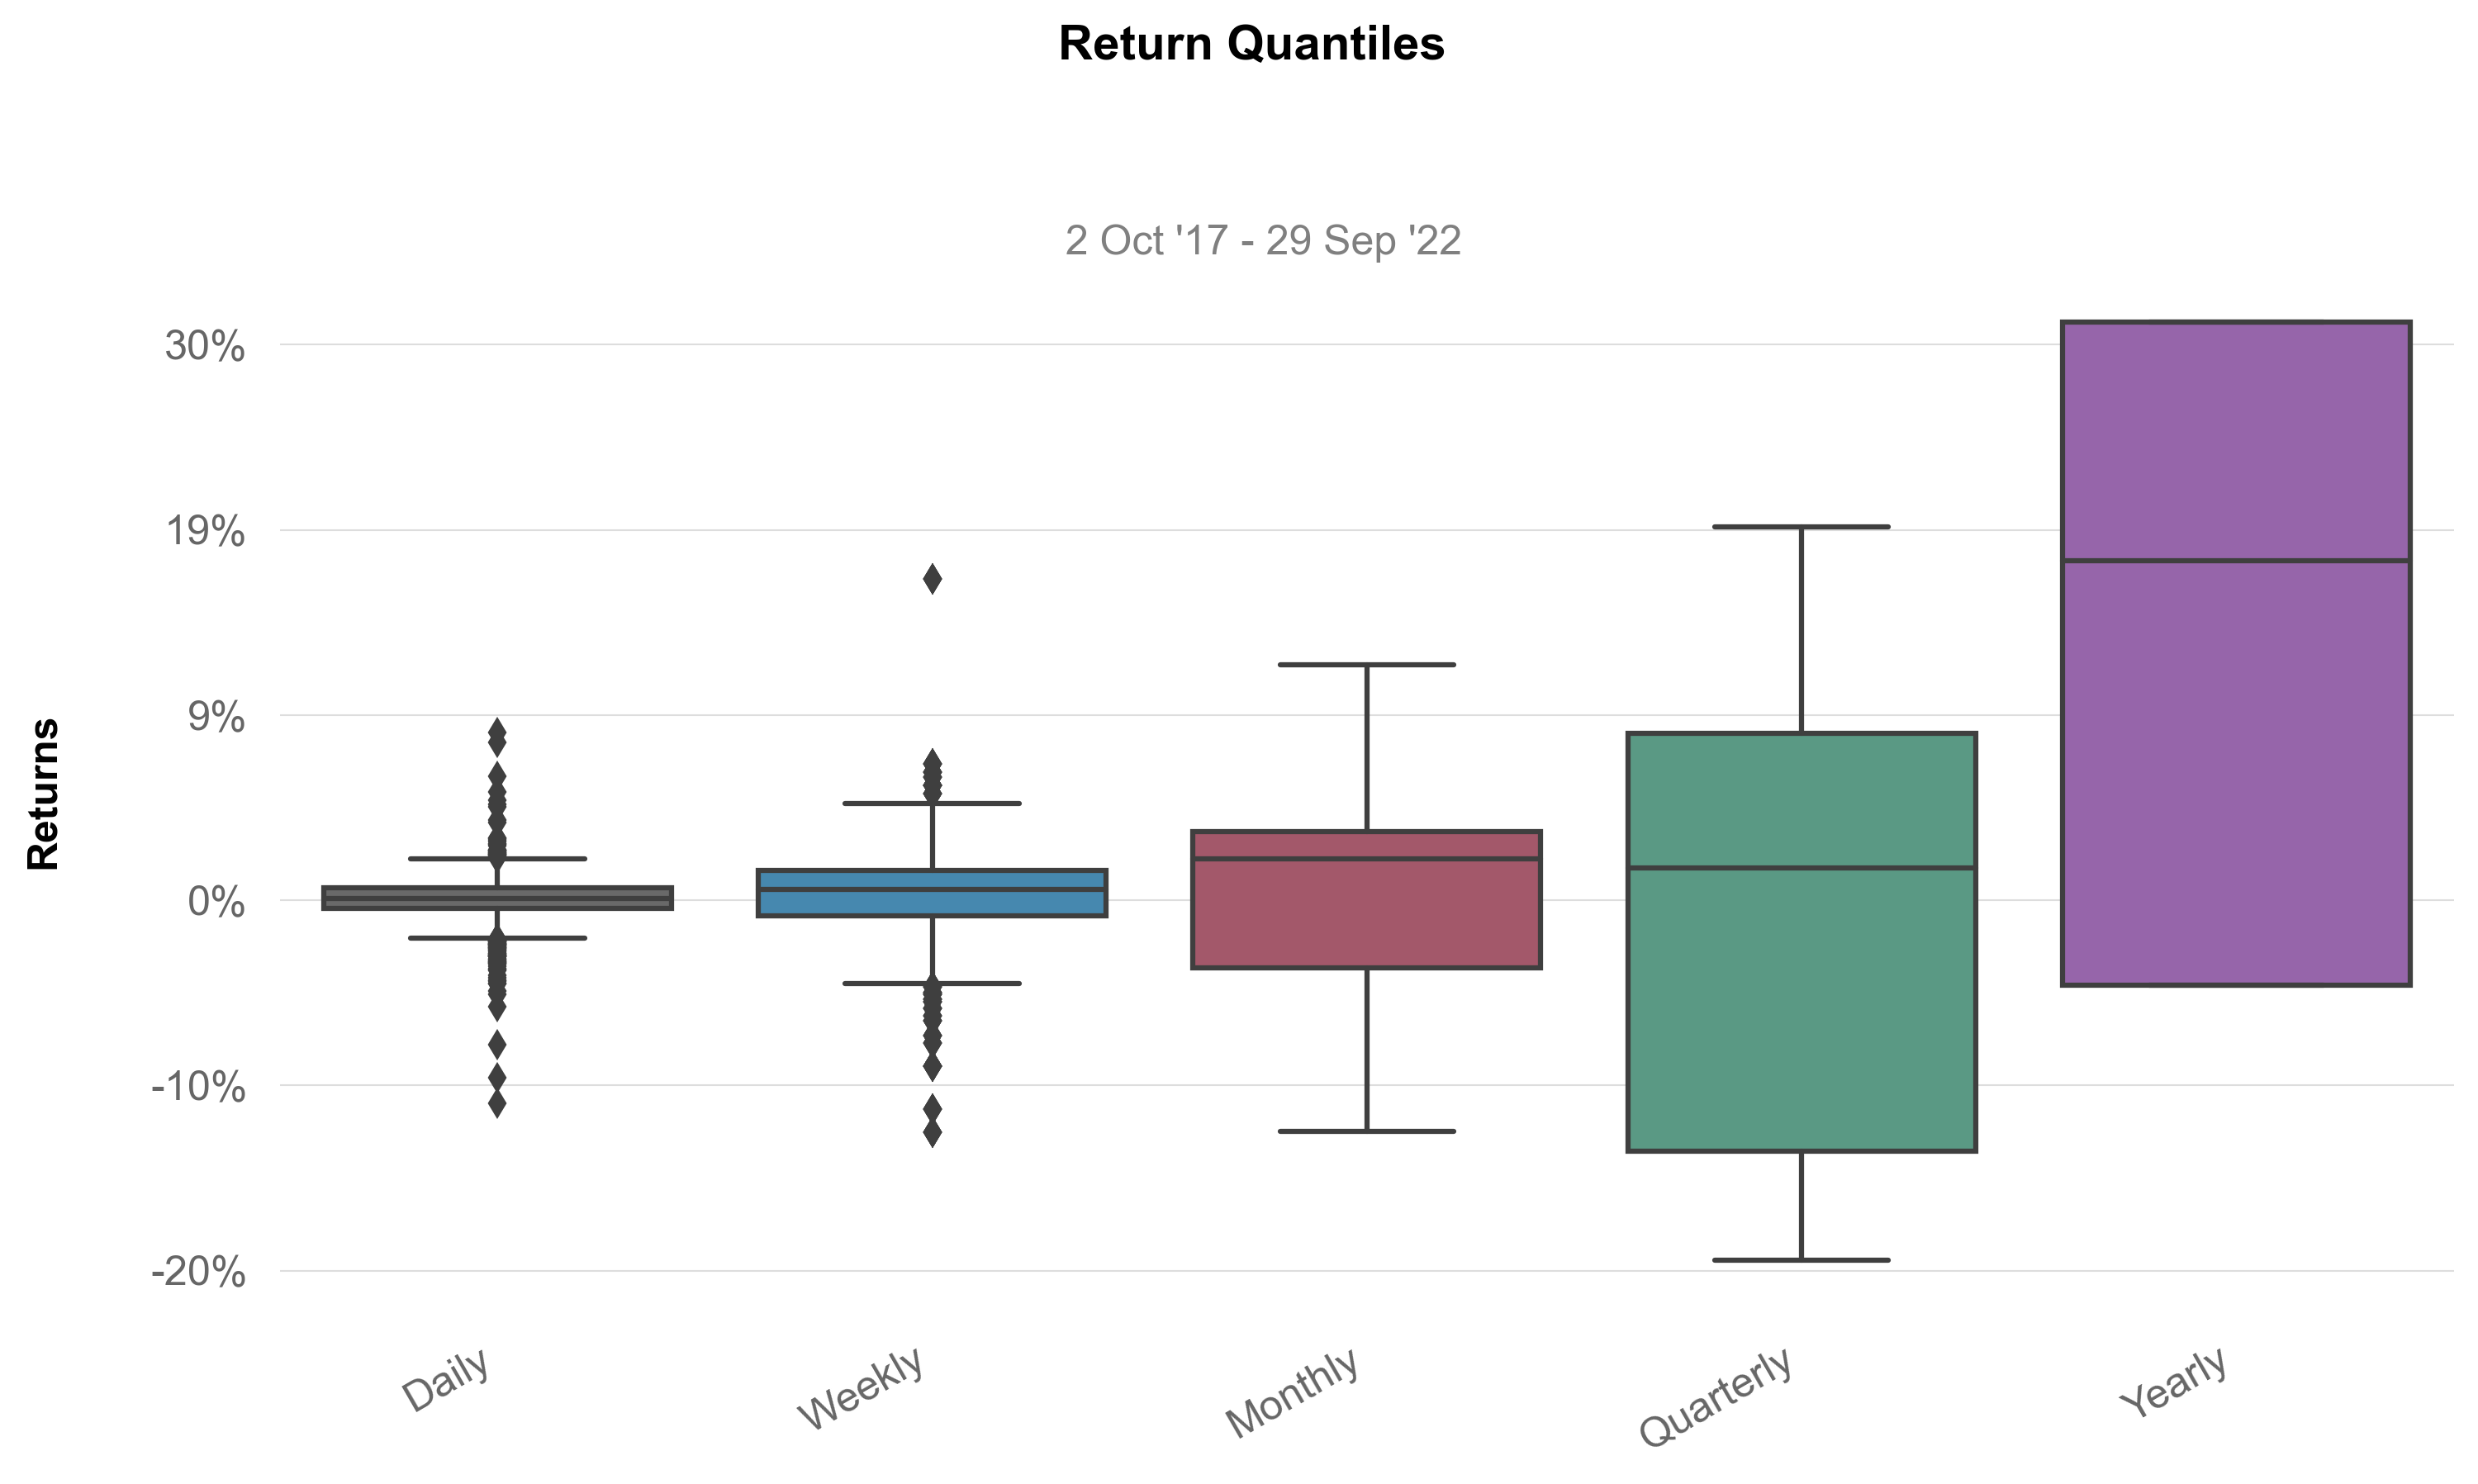 Return Quantiles
2 Oct '17 - 29 Sep '22
Returns
30%
19%
9%
0%
-10%
-20%
Daily
Weekly
Monthly
Quarterly
Yearly